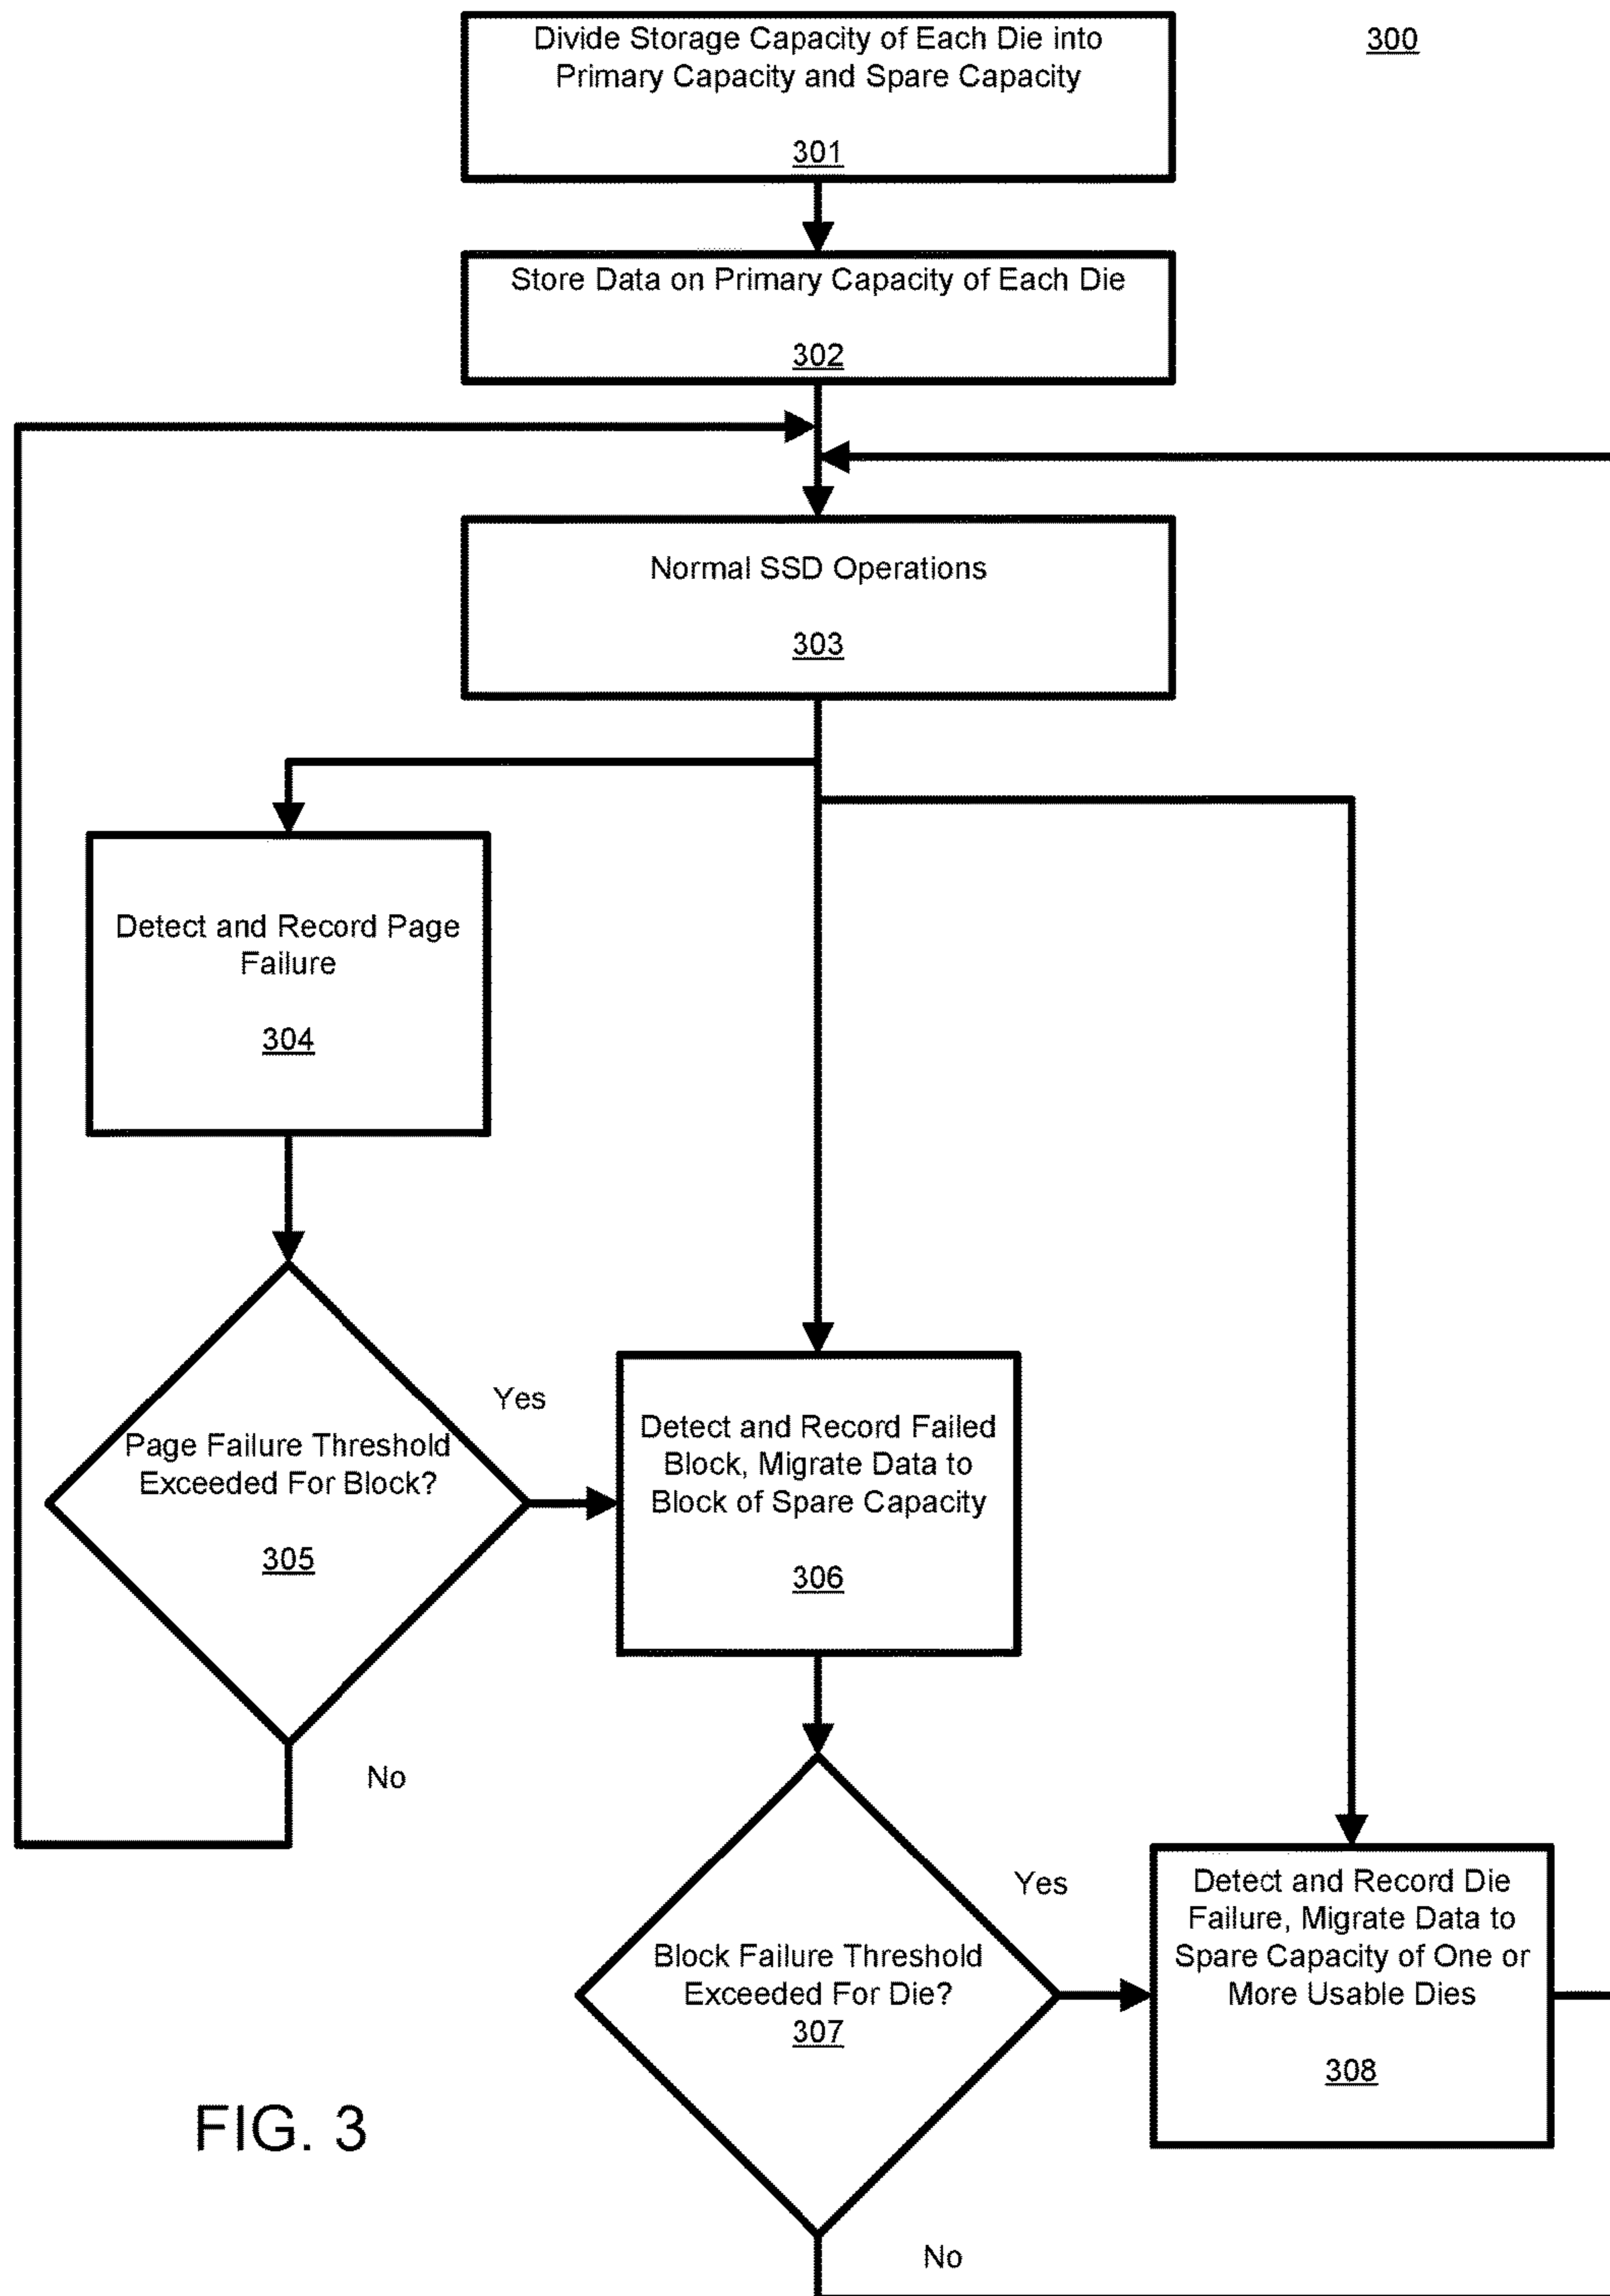 Divide Storage Capacity of Each Die into
Primary Capacity and Spare Capacity
301
300
Store Data on Primary Capacity of Each Die
302
Normal SSD Operations
303
Detect and Record Page
Failure
304
Page Failure Threshold
Exceeded For Block?
305
Yes
No
Detect and Record Failed
Block, Migrate Data to
Block of Spare Capacity
306
Block Failure Threshold
Exceeded For Die?
307
Yes
No
Detect and Record Die
Failure, Migrate Data to
Spare Capacity of One or
More Usable Dies
308
FIG. 3